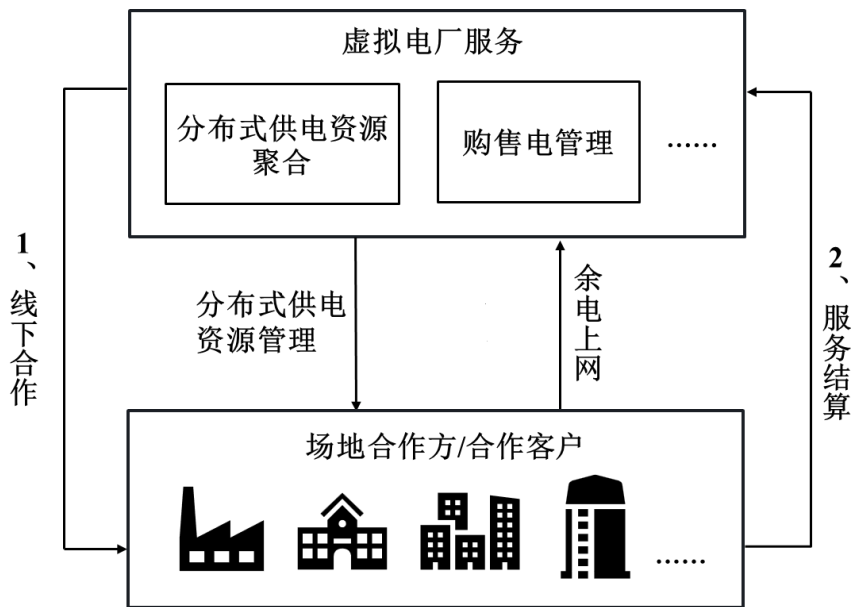 虚拟电厂服务
分布式供电资源
聚合
购售电管理
……
1、线下合作
分布式供电
资源管理
余电上网
2、服务结算
场地合作方/合作客户
……